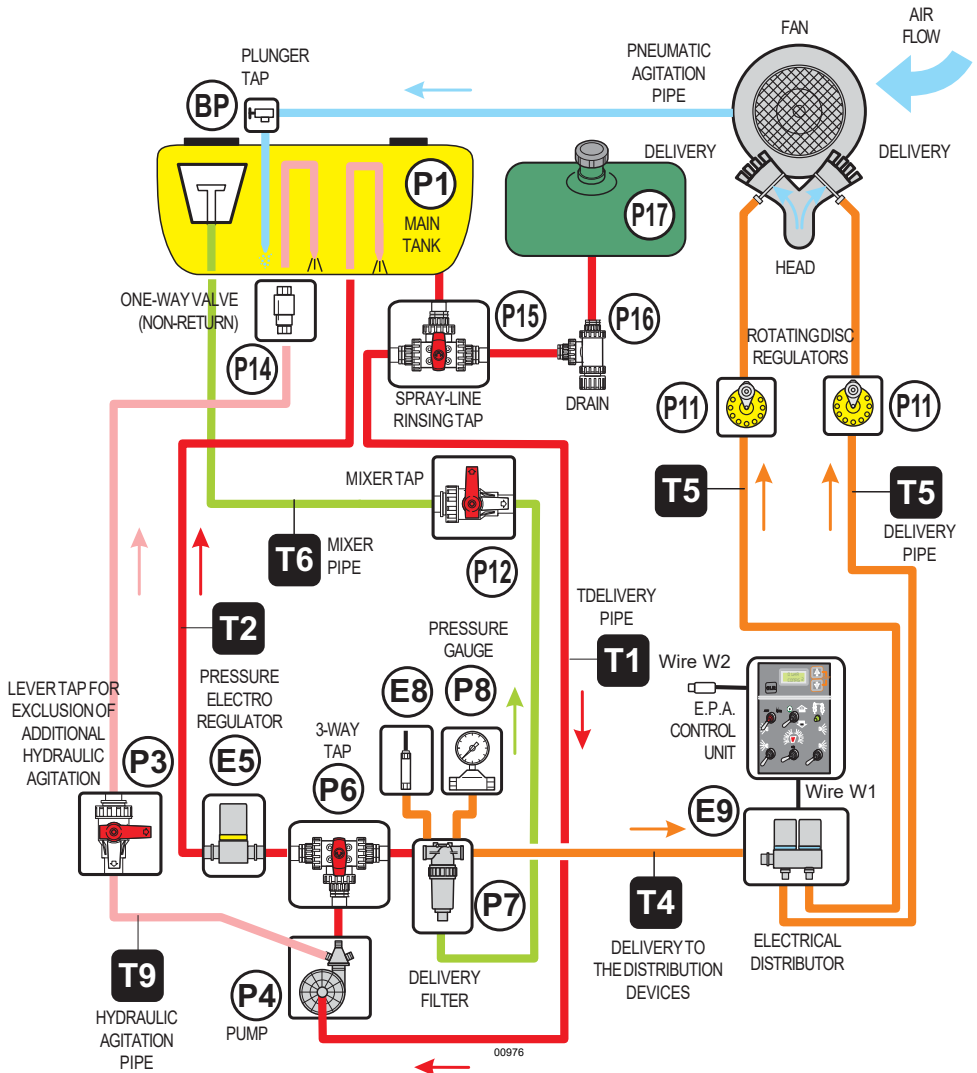 FAN
AIR
FLOW
PLUNGER
TAP
PNEUMATIC
AGITATION
PIPE
BP
P1
MAIN
TANK
DELIVERY
DELIVERY
P17
HEAD
ONE-WAY VALVE
(NON-RETURN)
P14
P15
P16
SPRAY-LINE
RINSING TAP
DRAIN
ROTATING DISC
REGULATORS
P11
P11
MIXER TAP
P12
T5
T5
DELIVERY
PIPE
T6
MIXER
PIPE
T2
TDELIVERY
PIPE
T1
PRESSURE
GAUGE
Wire W2
E.P.A.
CONTROL
UNIT
LEVER TAP FOR
EXCLUSION OF
ADDITIONAL
HYDRAULIC
AGITATION
PRESSURE
ELECTRO
REGULATOR
E8
P8
3-WAY
TAP
P3
E5
P6
Wire W1
E9
P7
T4
DELIVERY TO
THE DISTRIBUTION
DEVICES
ELECTRICAL
DISTRIBUTOR
T9
HYDRAULIC
AGITATION
PIPE
P4
PUMP
DELIVERY
FILTER
00976